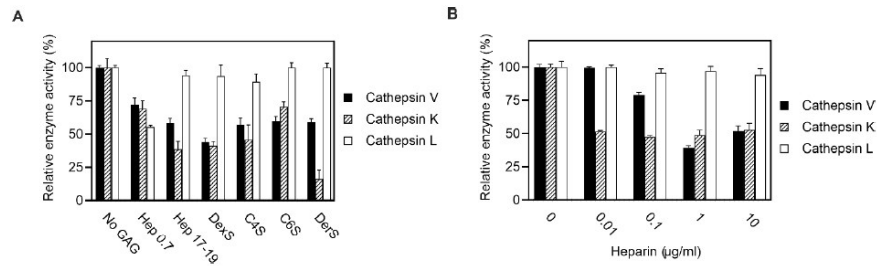 A
Relative enzyme activity (%)
100
75
50
25
0
No GAG
Hep 0.7
Hep 17-19
DexS
C4S
C6S
DerS
Cathepsin V
Cathepsin K
Cathepsin L
B
Relative enzyme activity (%)
100
75
50
25
0
0
0.01
0.1
1
10
Heparin (µg/ml)
Cathepsin V
Cathepsin K
Cathepsin L